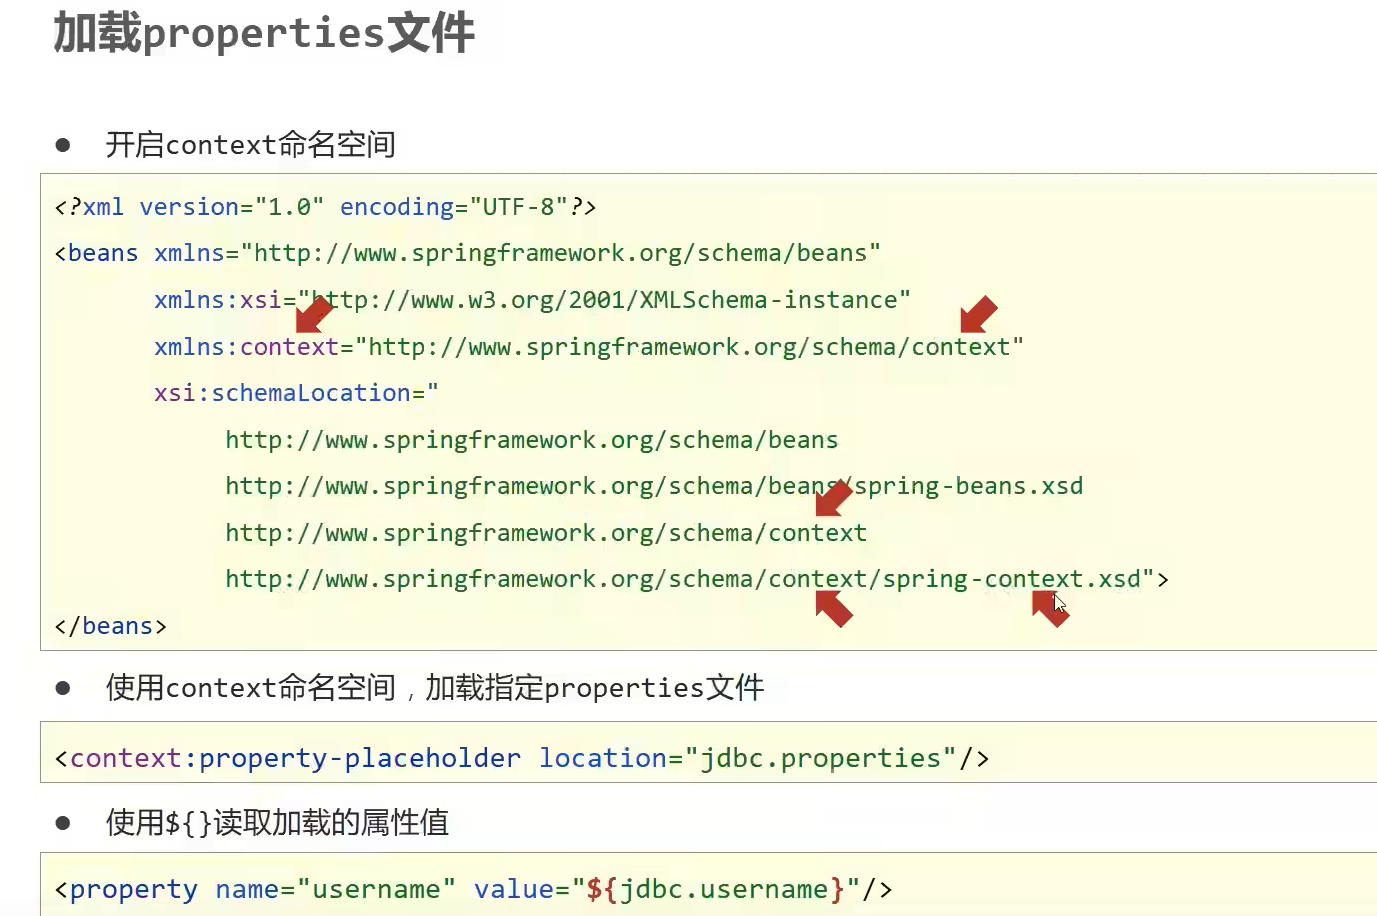 加载properties文件
● 开启context命名空间
<?xml version="1.0" encoding="UTF-8"?>
<beans xmlns="http://www.springframework.org/schema/beans"
xmlns:xsi="http://www.w3.org/2001/XMLSchema-instance"
xmlns:context="http://www.springframework.org/schema/context"
xsi:schemaLocation="
http://www.springframework.org/schema/beans
http://www.springframework.org/schema/beans/spring-beans.xsd
http://www.springframework.org/schema/context
http://www.springframework.org/schema/context/spring-context.xsd">
</beans>
● 使用context命名空间，加载指定properties文件
<context:property-placeholder location="jdbc.properties"/>
● 使用${}读取加载的属性值
<property name="username" value="${jdbc.username}"/>